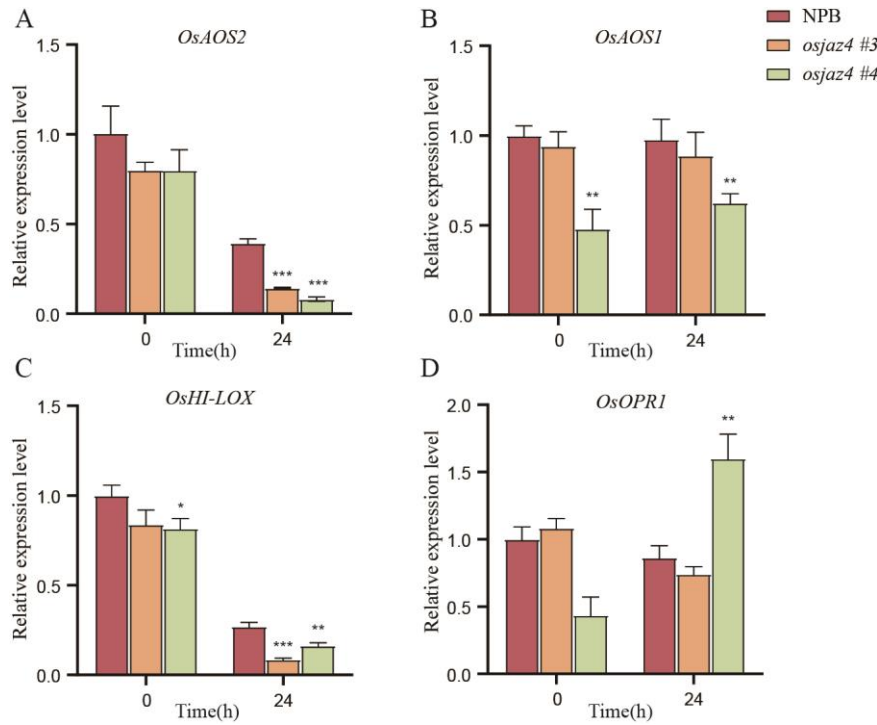 A
OsAOS2
Relative expression level
1.5
1.0
0.5
0.0
***
***
0
24
Time(h)
B
OsAOS1
Relative expression level
1.5
1.0
0.5
0.0
**
**
0
24
Time(h)
NPB
osjaz4 #3
osjaz4 #4
C
OsHI-LOX
Relative expression level
1.5
1.0
0.5
0.0
*
***
**
0
24
Time(h)
D
OsOPR1
Relative expression level
2.0
1.5
1.0
0.5
0.0
**
0
24
Time(h)